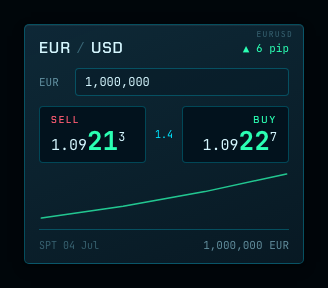 EURUSD
EUR / USD
▲ 6 pip
EUR
1,000,000
SELL
1.09213
1.4
BUY
1.09227
SPT 04 Jul
1,000,000 EUR